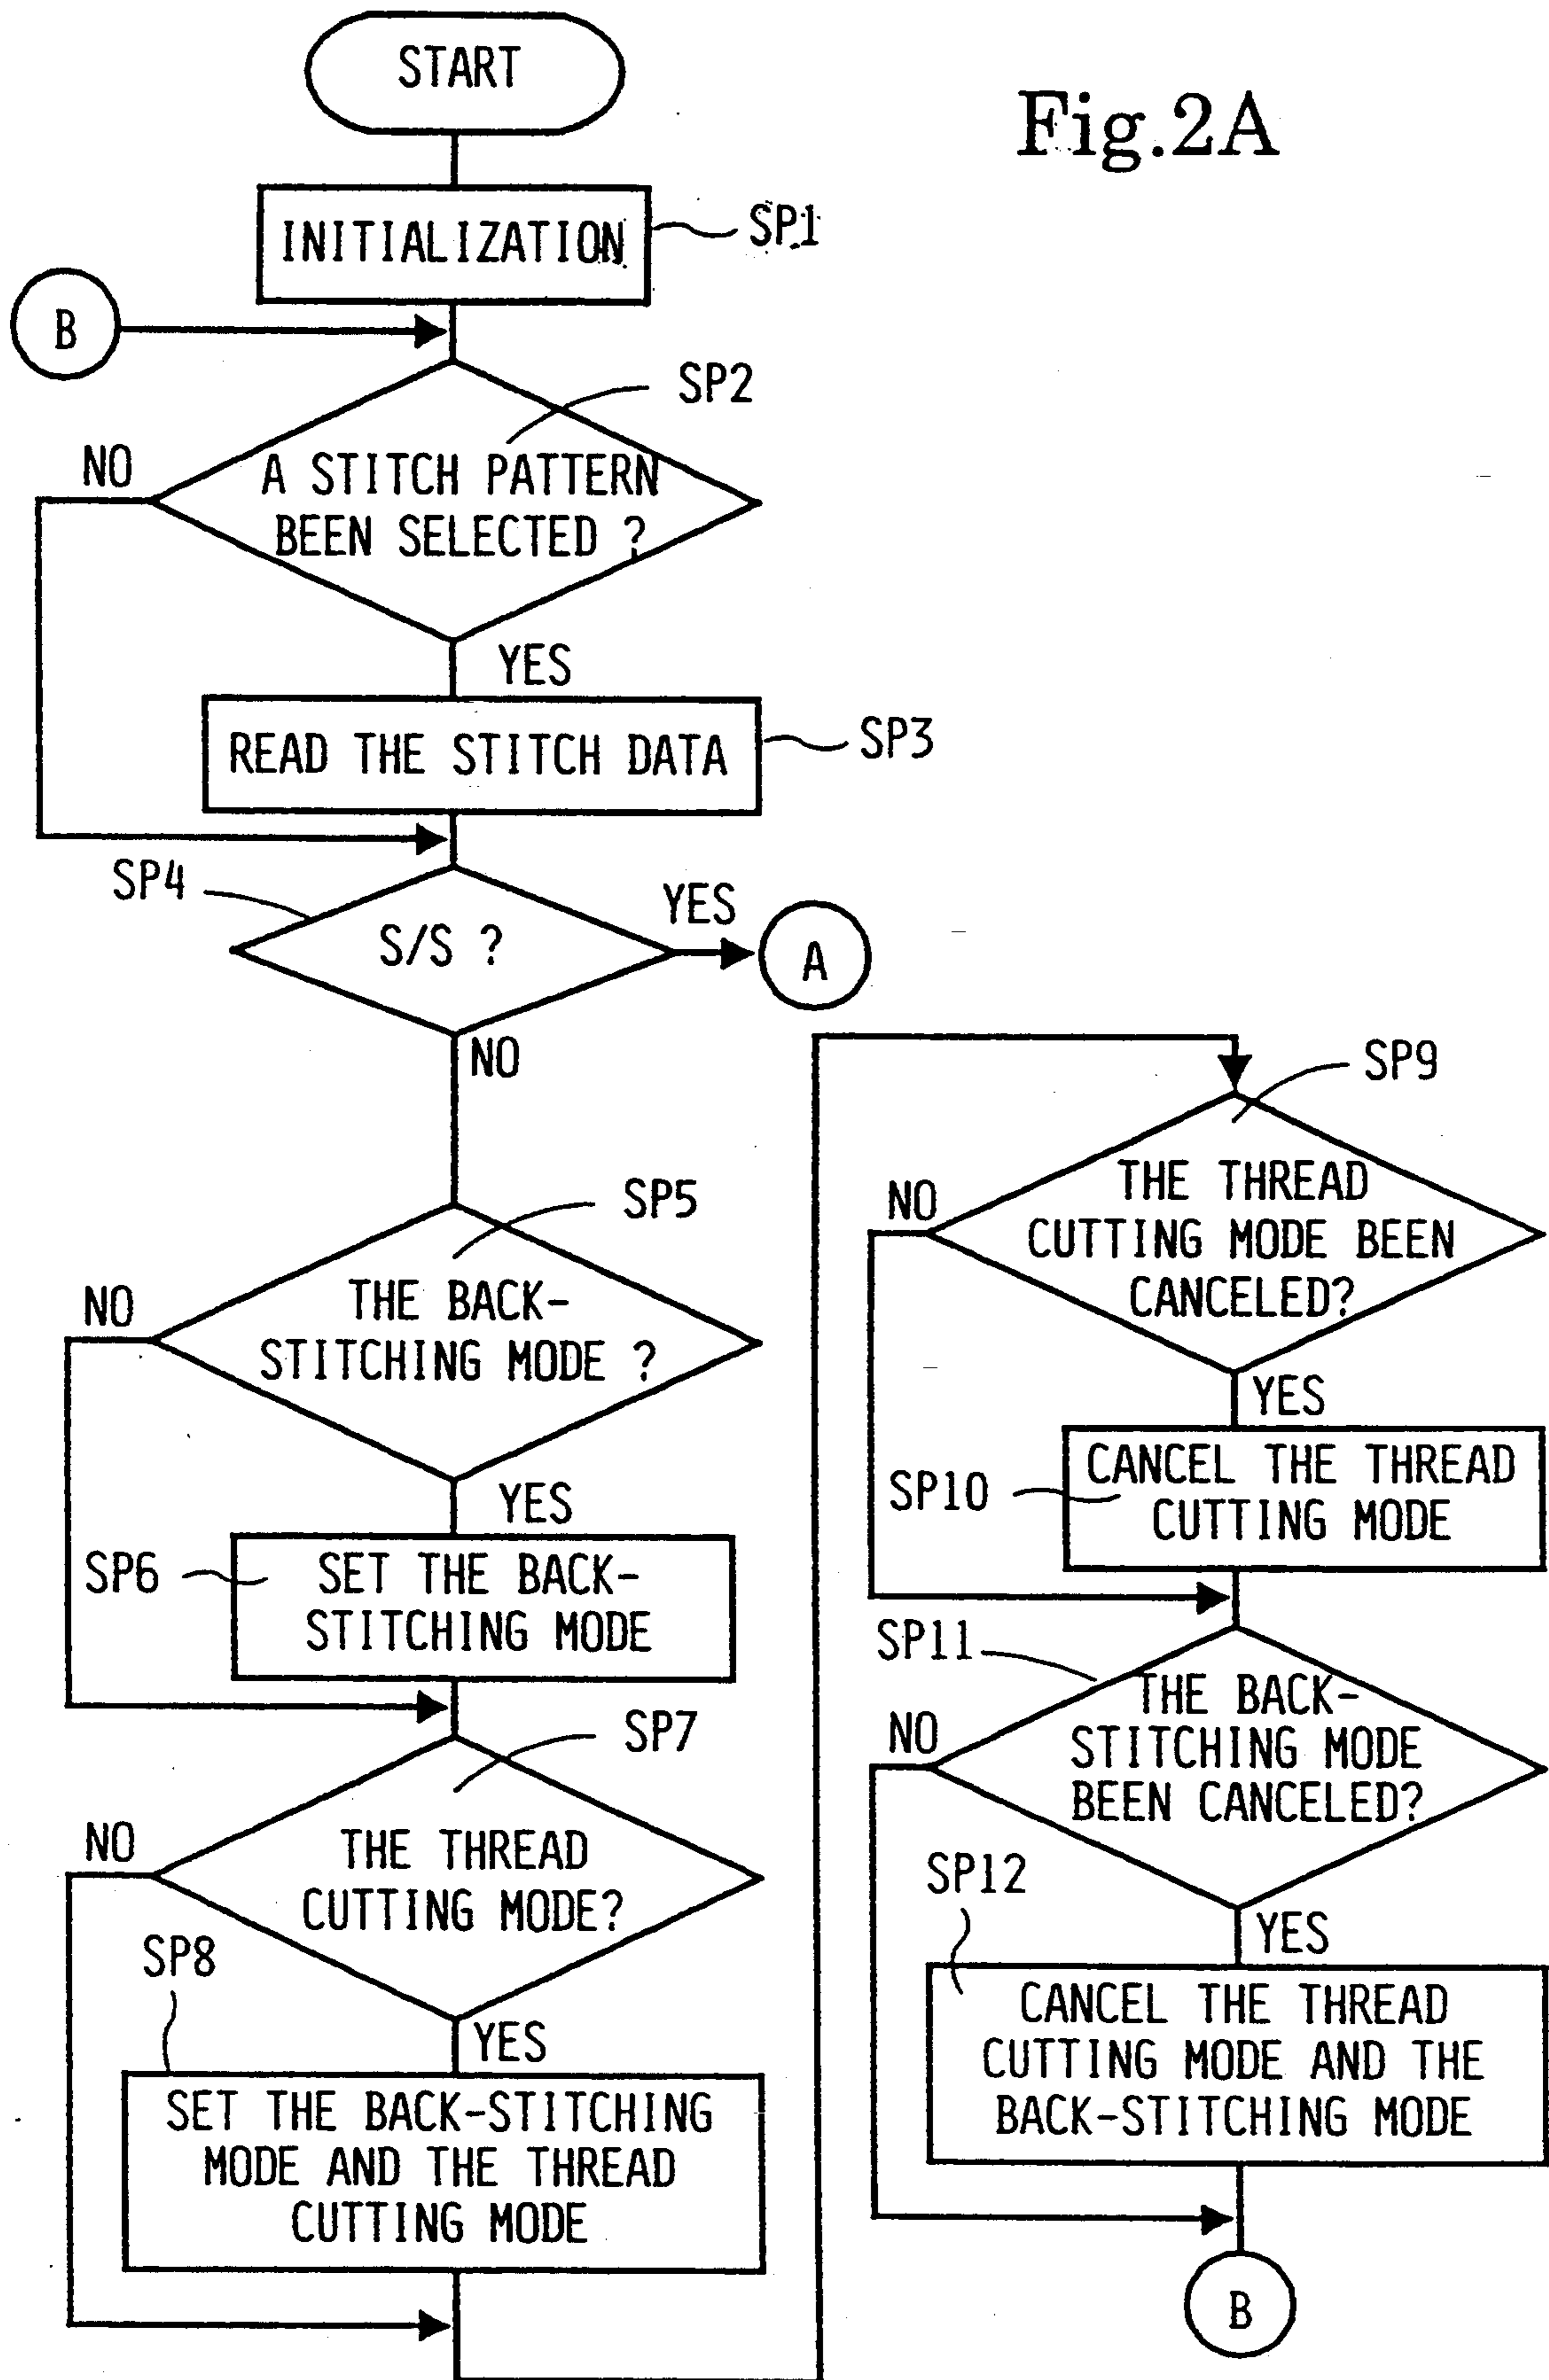 START
Fig.2A
INITIALIZATION
SP1
B
SP2
NO
A STITCH PATTERN
BEEN SELECTED ?
YES
READ THE STITCH DATA
SP3
SP4
S/S ?
YES
A
NO
SP5
NO
THE BACK-
STITCHING MODE ?
YES
SP6
SET THE BACK-
STITCHING MODE
SP7
NO
THE THREAD
CUTTING MODE?
SP8
YES
SET THE BACK-STITCHING
MODE AND THE THREAD
CUTTING MODE
SP9
NO
THE THREAD
CUTTING MODE BEEN
CANCELED?
YES
SP10
CANCEL THE THREAD
CUTTING MODE
SP11
NO
THE BACK-
STITCHING MODE
BEEN CANCELED?
SP12
YES
CANCEL THE THREAD
CUTTING MODE AND THE
BACK-STITCHING MODE
B